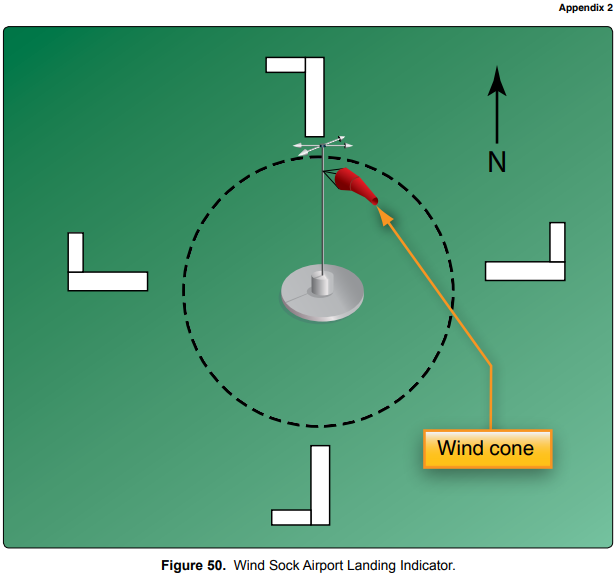 Appendix 2
N
Wind cone
Figure 50. Wind Sock Airport Landing Indicator.